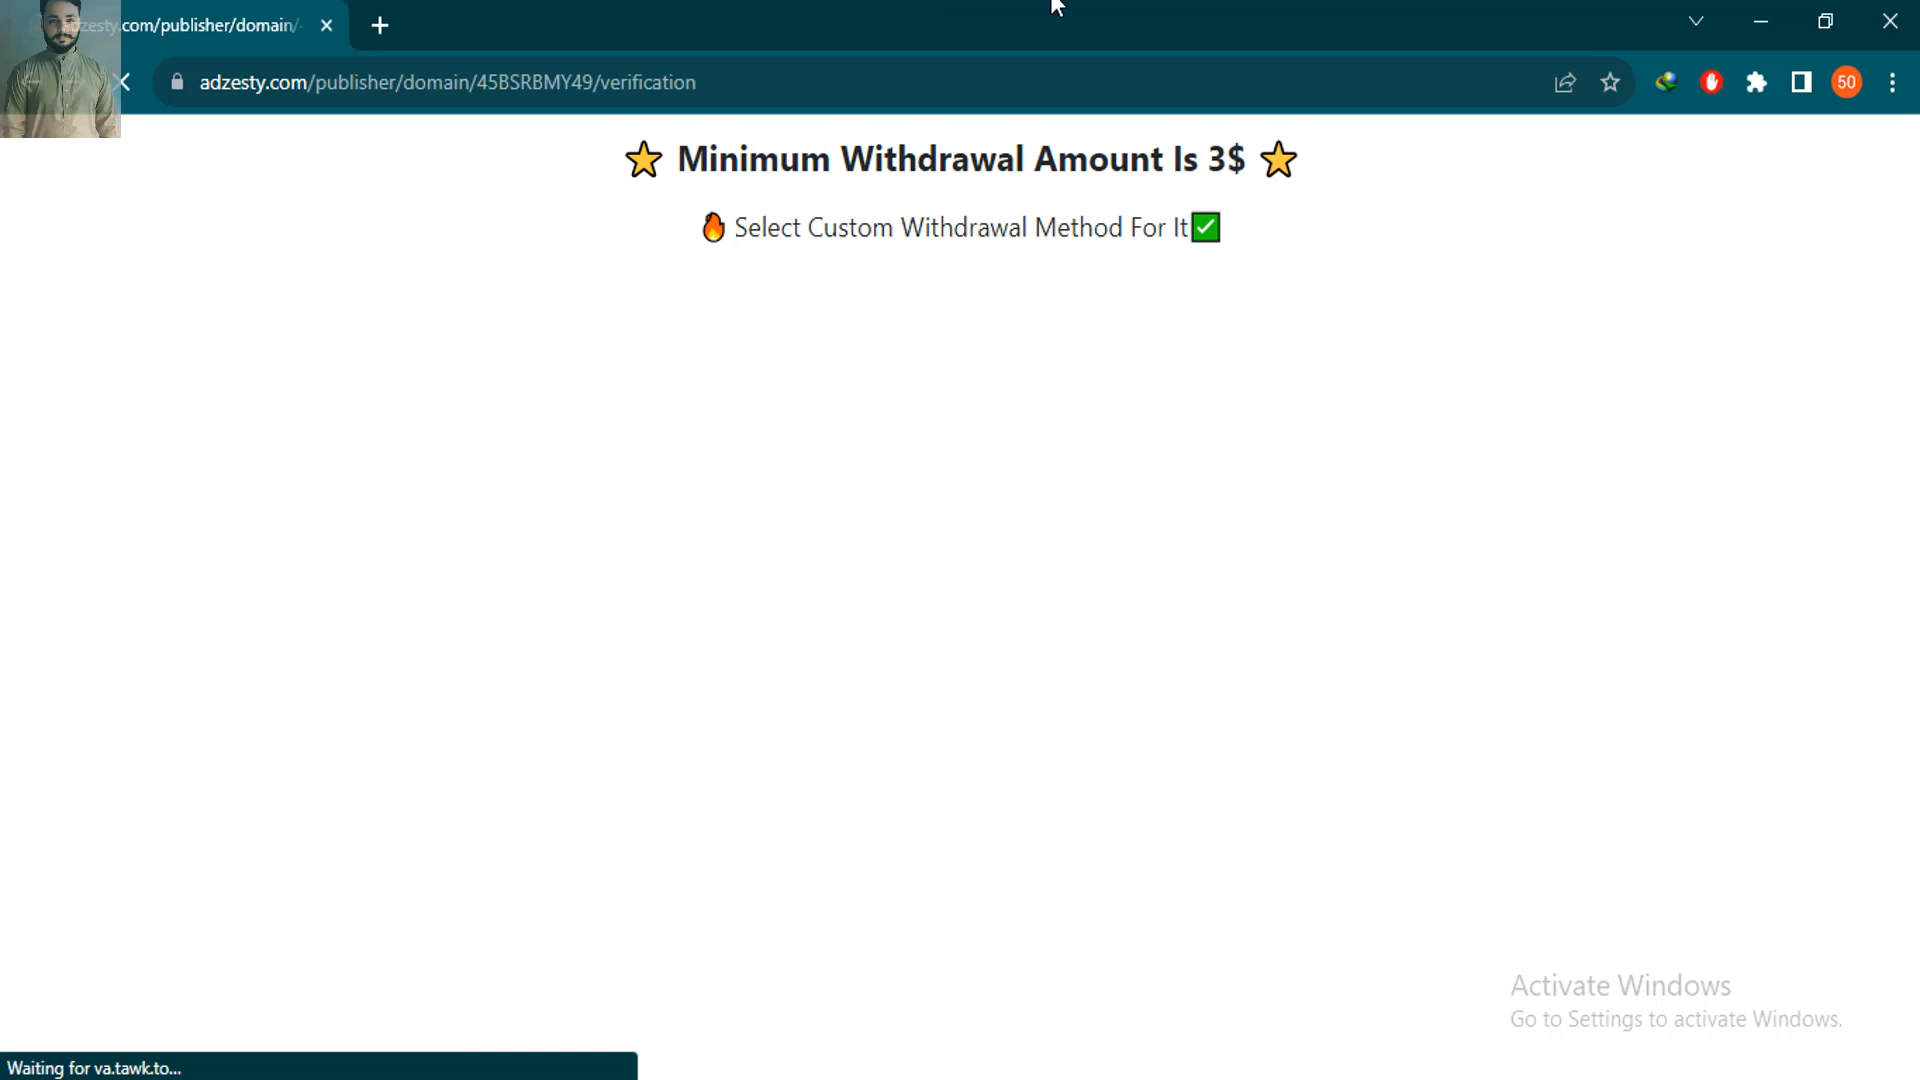 adzesty.com/publisher/domain/
adzesty.com/publisher/domain/45BSRBMY49/verification
50
Minimum Withdrawal Amount Is 3$
Select Custom Withdrawal Method For It
Activate Windows
Go to Settings to activate Windows.
Waiting for va.tawk.to...